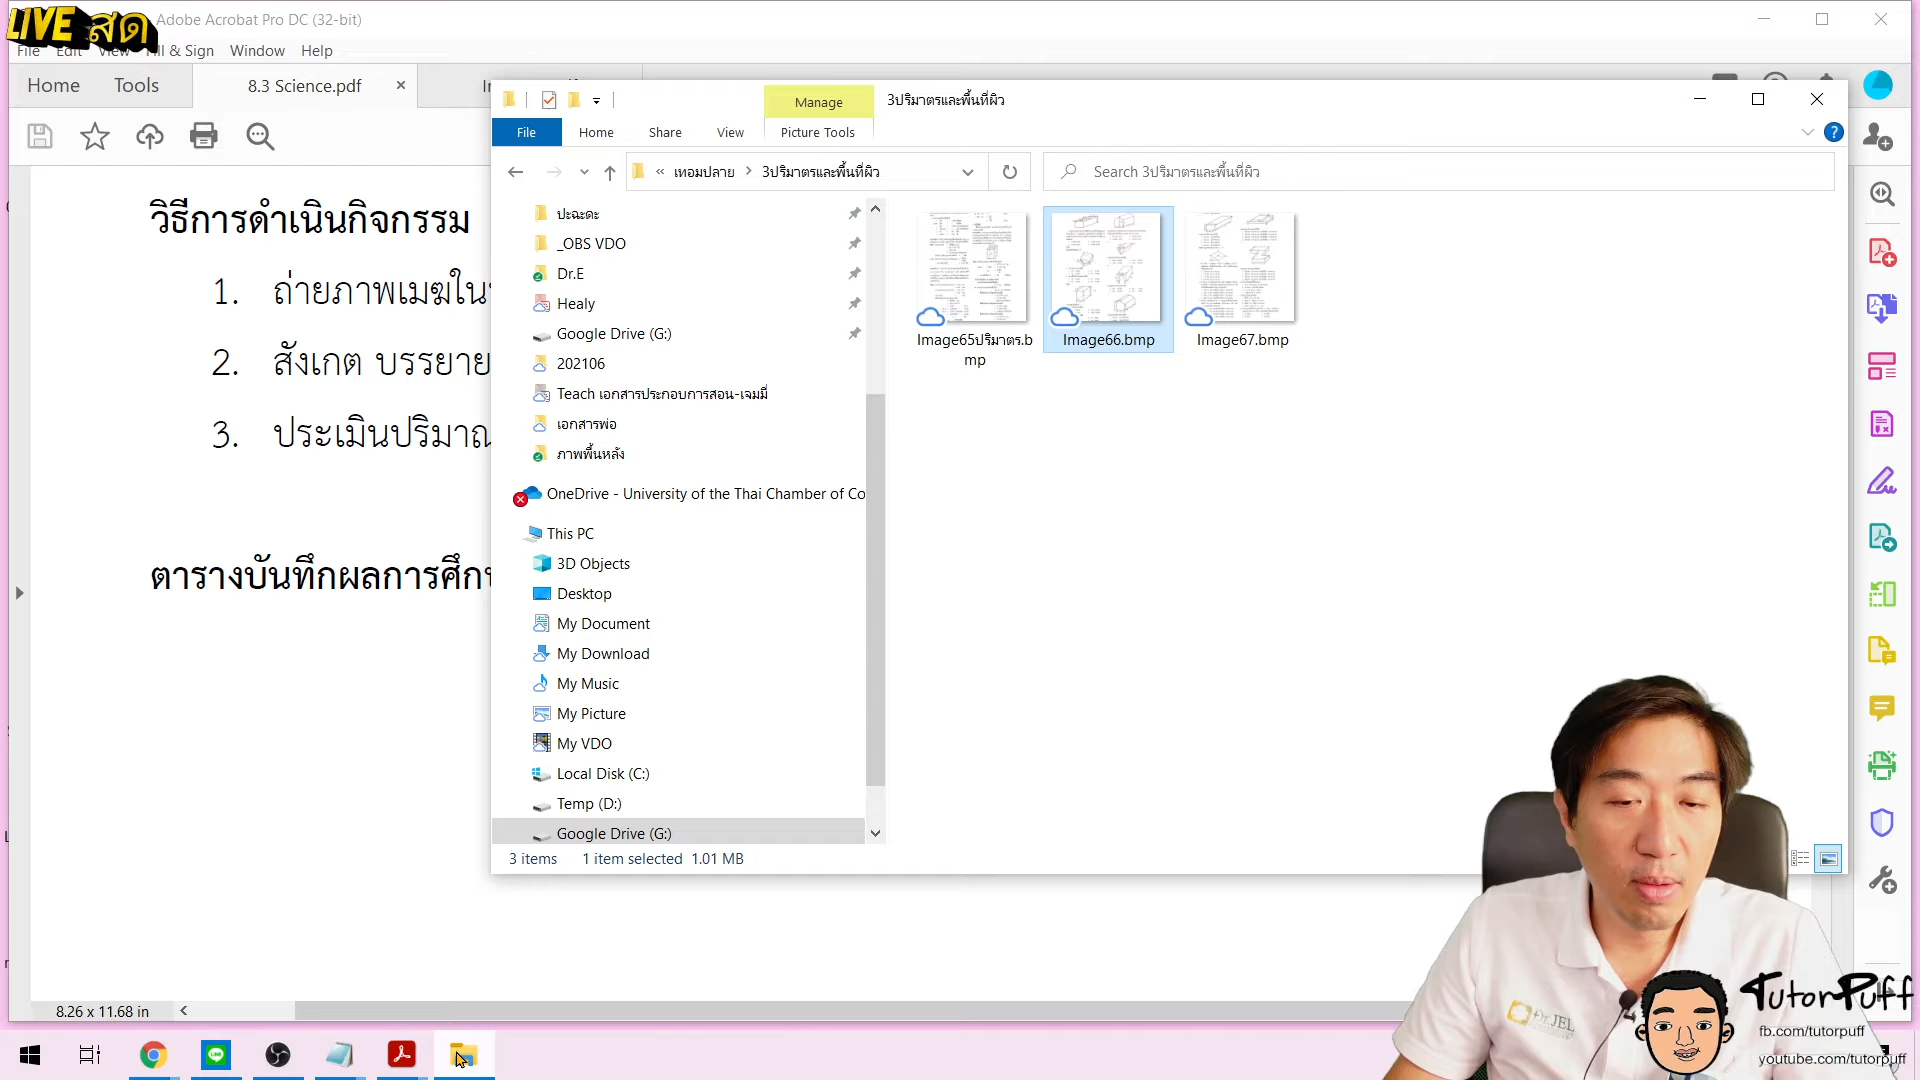 LIVE สด
Adobe Acrobat Pro DC (32-bit)
File Edit View Fill & Sign Window Help
Home Tools 8.3 Science.pdf
วิธีการดำเนินกิจกรรม
1. ถ่ายภาพเมฆใน
2. สังเกต บรรยาย
3. ประเมินปริมาณ
ตารางบันทึกผลการศึก
8.26 x 11.68 in
Manage 3ปริมาตรและพื้นที่ผิว
File Home Share View Picture Tools
« เทอมปลาย > 3ปริมาตรและพื้นที่ผิว
Search 3ปริมาตรและพื้นที่ผิว
ปะฉะดะ
_OBS VDO
Dr.E
Healy
Google Drive (G:)
202106
Teach เอกสารประกอบการสอน-เจมมี่
เอกสารพ่อ
ภาพพื้นหลัง
OneDrive - University of the Thai Chamber of Co
This PC
3D Objects
Desktop
My Document
My Download
My Music
My Picture
My VDO
Local Disk (C:)
Temp (D:)
Google Drive (G:)
Image65ปริมาตร.b
mp
Image66.bmp
Image67.bmp
3 items 1 item selected 1.01 MB
Dr.JEL
TutorPuff
fb.com/tutorpuff
youtube.com/tutorpuff
LINE